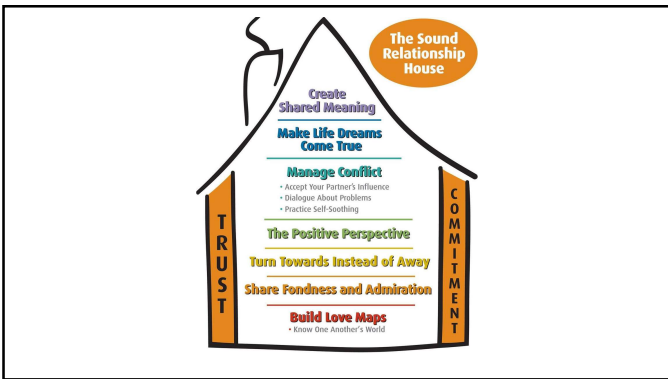 The Sound
Relationship
House
Create
Shared Meaning
Make Life Dreams
Come True
Manage Conflict
• Accept Your Partner's Influence
• Dialogue About Problems
• Practice Self-Soothing
The Positive Perspective
Turn Towards Instead of Away
Share Fondness and Admiration
Build Love Maps
• Know One Another's World
TRUST
COMMITMENT